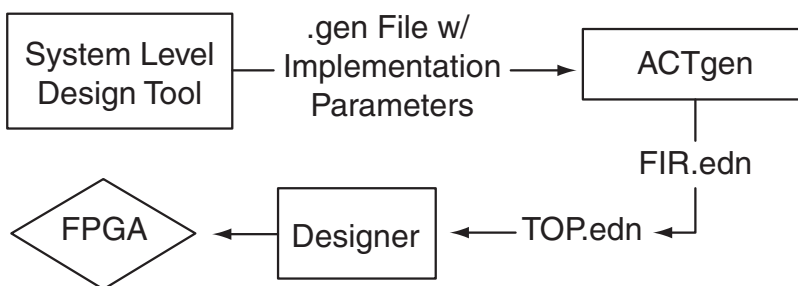 System Level
Design Tool
.gen File w/
Implementation
Parameters
ACTgen
FIR.edn
TOP.edn
Designer
FPGA